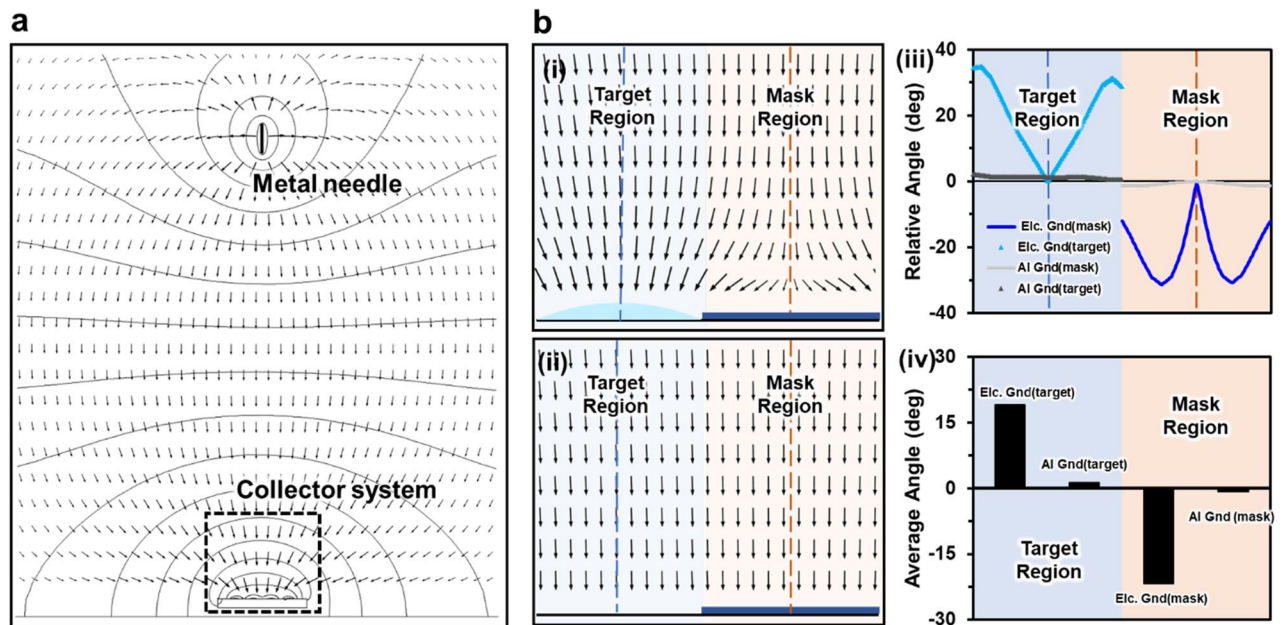 a
Metal needle
Collector system
b
(i)
Target
Region
Mask
Region
(ii)
Target
Region
Mask
Region
(iii)
40
20
0
-20
-40
Relative Angle (deg)
Target
Region
Mask
Region
Elc. Gnd(mask)
Elc. Gnd(target)
Al Gnd(mask)
Al Gnd(target)
(iv)
30
15
0
-15
-30
Average Angle (deg)
Elc. Gnd(target)
Al Gnd(target)
Mask
Region
Target
Region
Elc. Gnd(mask)
Al Gnd (mask)